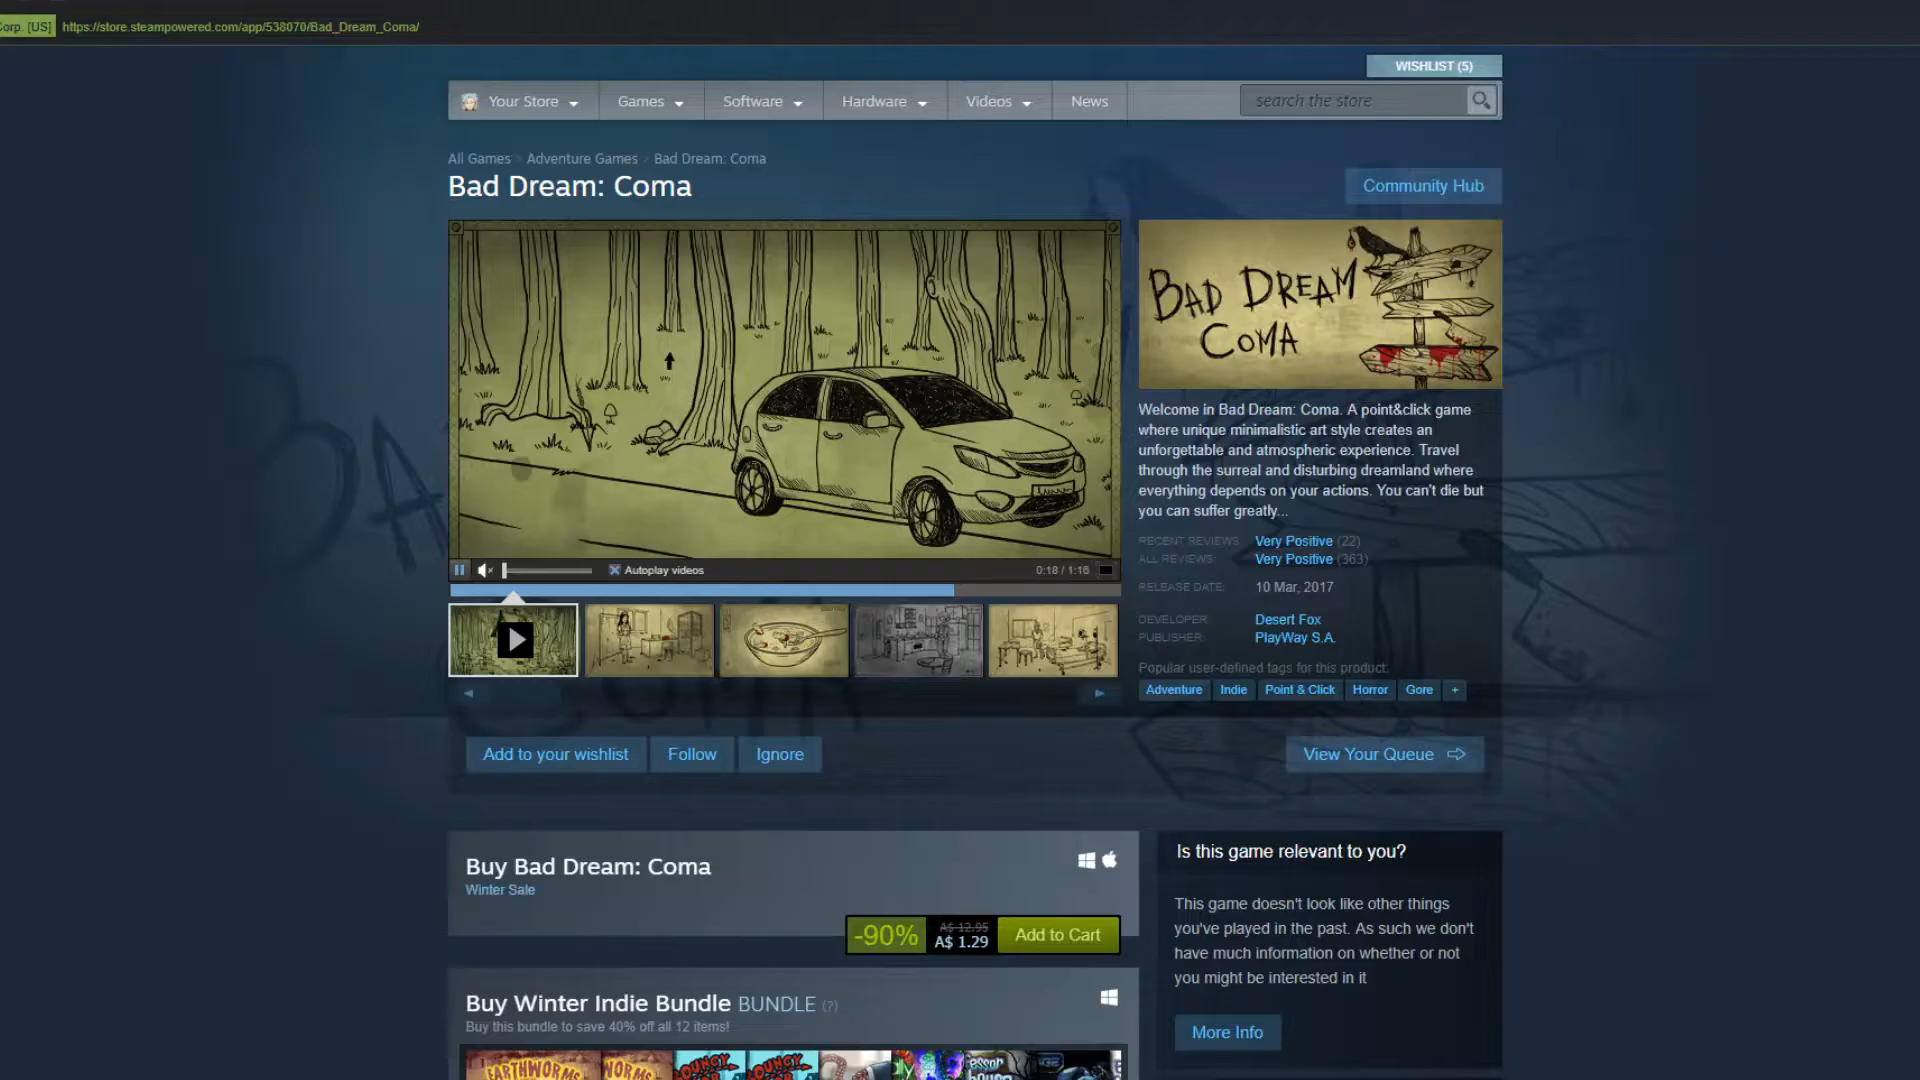 Corp. [US] https://store.steampowered.com/app/538070/Bad_Dream_Coma/
WISHLIST (5)
Your Store Games Software Hardware Videos News search the store
All Games > Adventure Games > Bad Dream: Coma
Bad Dream: Coma
Community Hub
BAD DREAM
COMA
Welcome in Bad Dream: Coma. A point&click game
where unique minimalistic art style creates an
unforgettable and atmospheric experience. Travel
through the surreal and disturbing dreamland where
everything depends on your actions. You can't die but
you can suffer greatly...
RECENT REVIEWS: Very Positive (22)
ALL REVIEWS: Very Positive (363)
RELEASE DATE: 10 Mar, 2017
DEVELOPER: Desert Fox
PUBLISHER: PlayWay S.A.
Popular user-defined tags for this product:
Adventure Indie Point & Click Horror Gore +
Autoplay videos 0:18 / 1:16
Add to your wishlist Follow Ignore View Your Queue
Buy Bad Dream: Coma
Winter Sale
-90% A$ 12.95 A$ 1.29 Add to Cart
Is this game relevant to you?
This game doesn't look like other things
you've played in the past. As such we don't
have much information on whether or not
you might be interested in it
More Info
Buy Winter Indie Bundle BUNDLE (?)
Buy this bundle to save 40% off all 12 items!
EARTHWORMS WORMS